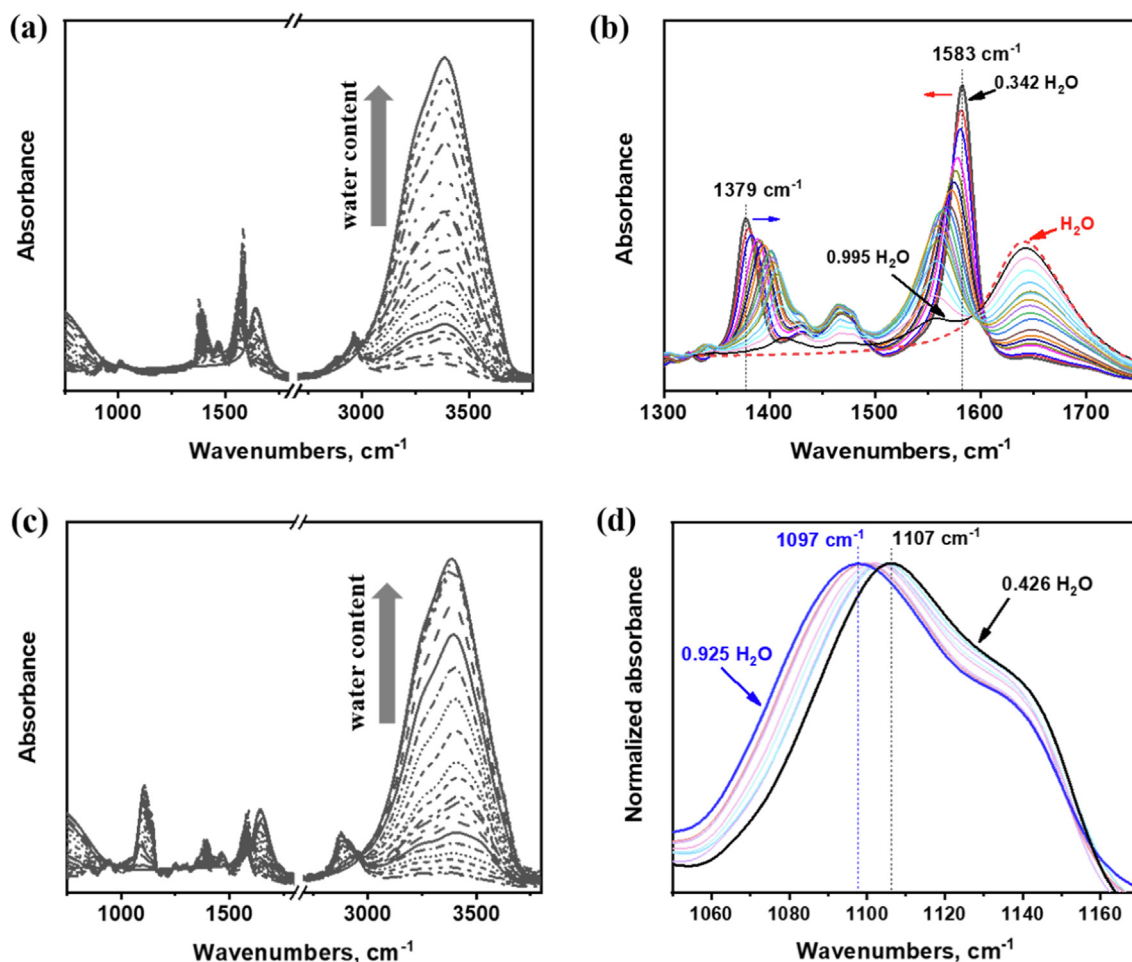 (a)
Absorbance
water content
1000
1500
3000
3500
Wavenumbers, cm⁻¹
(b)
Absorbance
1583 cm⁻¹
0.342 H₂O
1379 cm⁻¹
H₂O
0.995 H₂O
1300
1400
1500
1600
1700
Wavenumbers, cm⁻¹
(c)
Absorbance
water content
1000
1500
3000
3500
Wavenumbers, cm⁻¹
(d)
Normalized absorbance
1097 cm⁻¹
1107 cm⁻¹
0.426 H₂O
0.925 H₂O
1060
1080
1100
1120
1140
1160
Wavenumbers, cm⁻¹